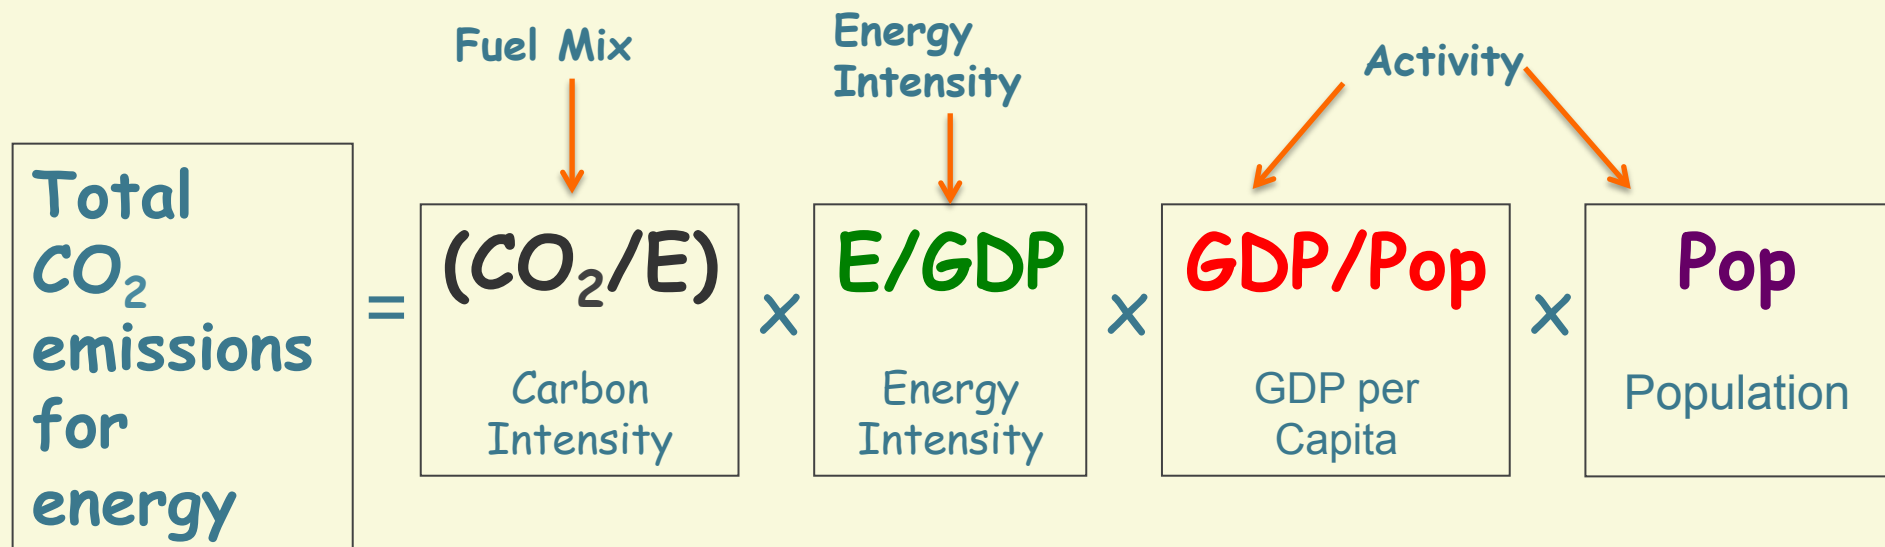 Fuel Mix
Energy
Intensity
Activity
Total
CO₂
emissions
for
energy
=
(CO₂/E)
Carbon
Intensity
x
E/GDP
Energy
Intensity
x
GDP/Pop
GDP per
Capita
x
Pop
Population